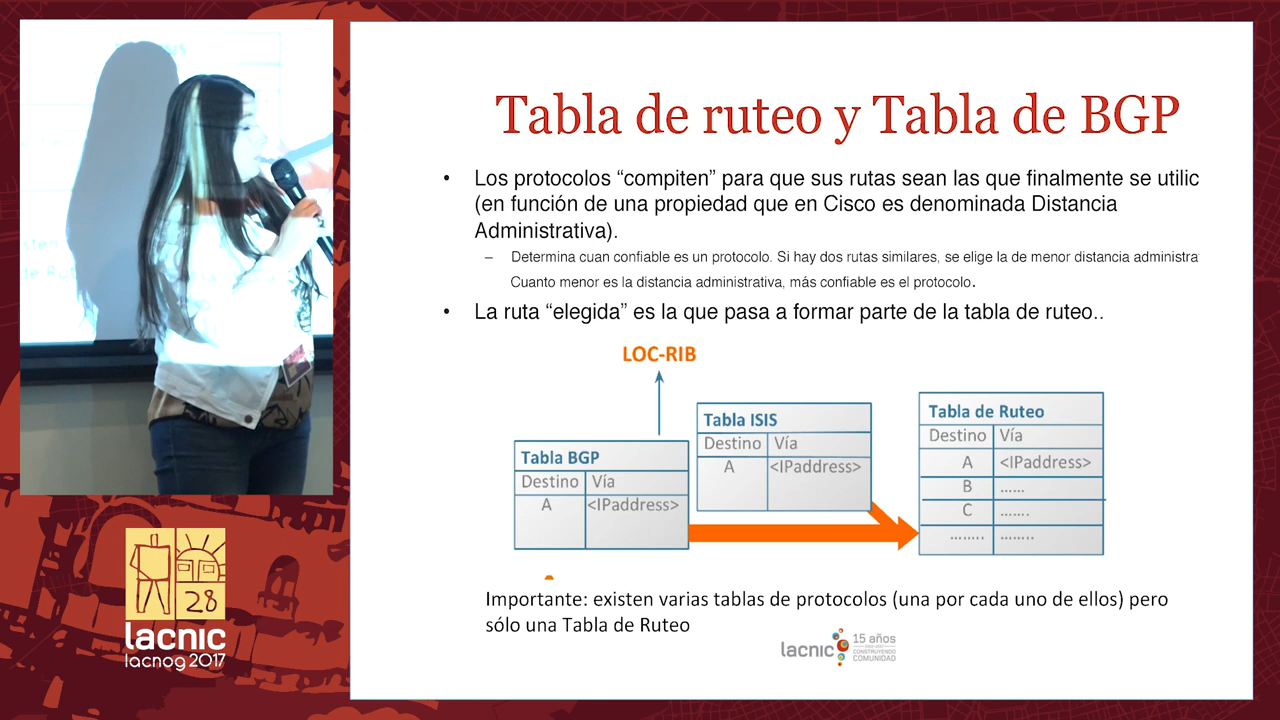 Tabla de ruteo y Tabla de BGP
• Los protocolos “compiten” para que sus rutas sean las que finalmente se utilic
(en función de una propiedad que en Cisco es denominada Distancia
Administrativa).
– Determina cuan confiable es un protocolo. Si hay dos rutas similares, se elige la de menor distancia administra
Cuanto menor es la distancia administrativa, más confiable es el protocolo.
• La ruta “elegida” es la que pasa a formar parte de la tabla de ruteo..
LOC-RIB
Tabla BGP
Destino Vía
A <IPaddress>
Tabla ISIS
Destino Vía
A <IPaddress>
Tabla de Ruteo
Destino Vía
A <IPaddress>
B ......
C .......
........ ........
Importante: existen varias tablas de protocolos (una por cada uno de ellos) pero
sólo una Tabla de Ruteo
lacnic 15 años
CONSTRUYENDO
COMUNIDAD
28
lacnic
lacnog 2017